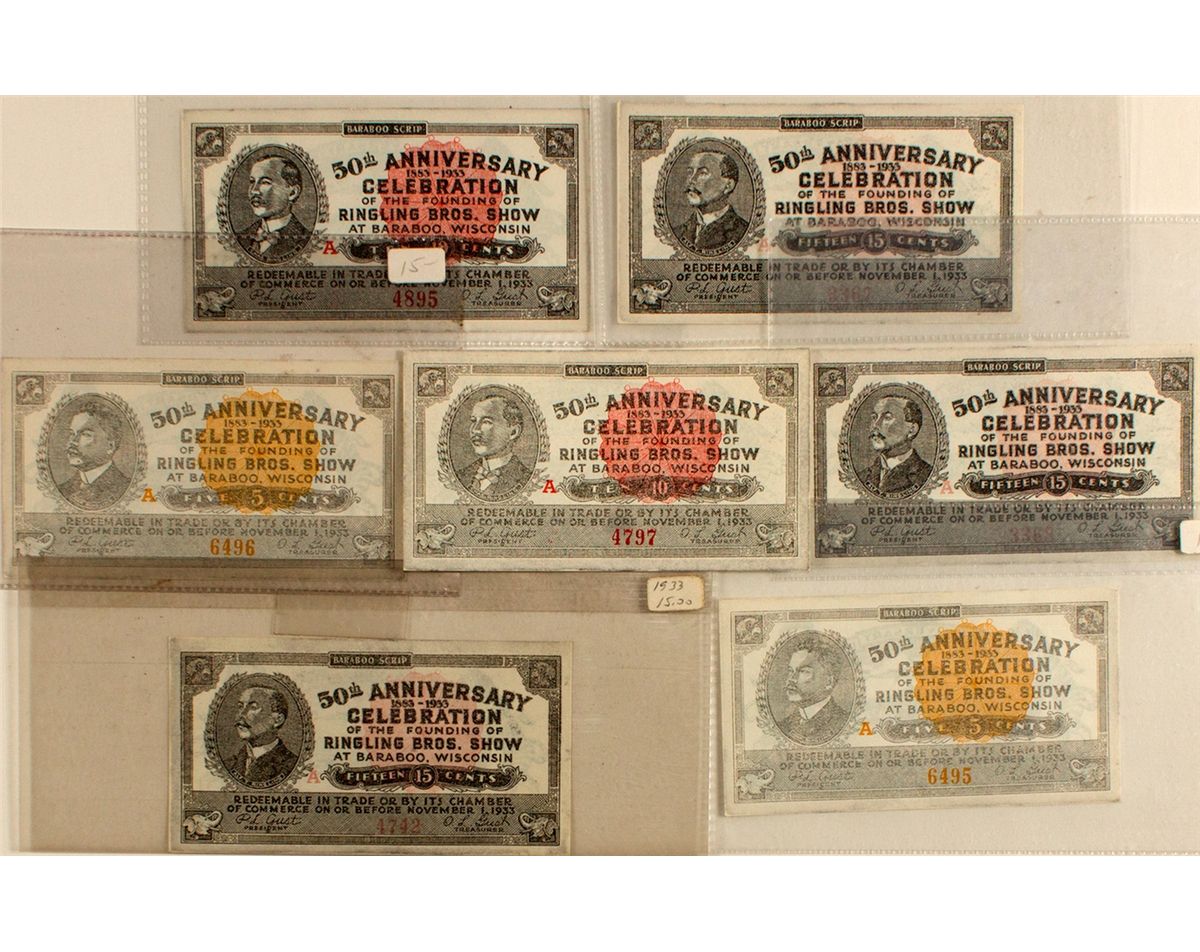 BARABOO SCRIP
50th ANNIVERSARY
1883-1933
CELEBRATION
OF THE FOUNDING OF
RINGLING BROS. SHOW
AT BARABOO, WISCONSIN
A
CENTS
15-
REDEEMABLE IN TRADE OR BY ITS CHAMBER
OF COMMERCE ON OR BEFORE NOVEMBER 1, 1933
PRESIDENT
4895
TREASURER
BARABOO SCRIP
50th ANNIVERSARY
1883-1933
CELEBRATION
OF THE FOUNDING OF
RINGLING BROS. SHOW
AT BARABOO, WISCONSIN
A
FIFTEEN 15 CENTS
REDEEMABLE IN TRADE OR BY ITS CHAMBER
OF COMMERCE ON OR BEFORE NOVEMBER 1, 1933
PRESIDENT
TREASURER
BARABOO SCRIP
50th ANNIVERSARY
1883-1933
CELEBRATION
OF THE FOUNDING OF
RINGLING BROS. SHOW
AT BARABOO, WISCONSIN
A
FIVE 5 CENTS
REDEEMABLE IN TRADE OR BY ITS CHAMBER
OF COMMERCE ON OR BEFORE NOVEMBER 1, 1933
PRESIDENT
6496
TREASURER
BARABOO SCRIP
50th ANNIVERSARY
1883-1933
CELEBRATION
OF THE FOUNDING OF
RINGLING BROS. SHOW
AT BARABOO, WISCONSIN
A
TEN 10 CENTS
REDEEMABLE IN TRADE OR BY ITS CHAMBER
OF COMMERCE ON OR BEFORE NOVEMBER 1, 1933
PRESIDENT
4797
TREASURER
BARABOO SCRIP
50th ANNIVERSARY
1883-1933
CELEBRATION
OF THE FOUNDING OF
RINGLING BROS. SHOW
AT BARABOO, WISCONSIN
A
FIFTEEN 15 CENTS
REDEEMABLE IN TRADE OR BY ITS CHAMBER
OF COMMERCE ON OR BEFORE NOVEMBER 1, 1933
PRESIDENT
TREASURER
1933
15.00
BARABOO SCRIP
50th ANNIVERSARY
1883-1933
CELEBRATION
OF THE FOUNDING OF
RINGLING BROS. SHOW
AT BARABOO, WISCONSIN
A
FIFTEEN 15 CENTS
REDEEMABLE IN TRADE OR BY ITS CHAMBER
OF COMMERCE ON OR BEFORE NOVEMBER 1, 1933
PRESIDENT
4742
TREASURER
BARABOO SCRIP
50th ANNIVERSARY
1883-1933
CELEBRATION
OF THE FOUNDING OF
RINGLING BROS. SHOW
AT BARABOO, WISCONSIN
A
FIVE 5 CENTS
REDEEMABLE IN TRADE OR BY ITS CHAMBER
OF COMMERCE ON OR BEFORE NOVEMBER 1, 1933
PRESIDENT
6495
TREASURER